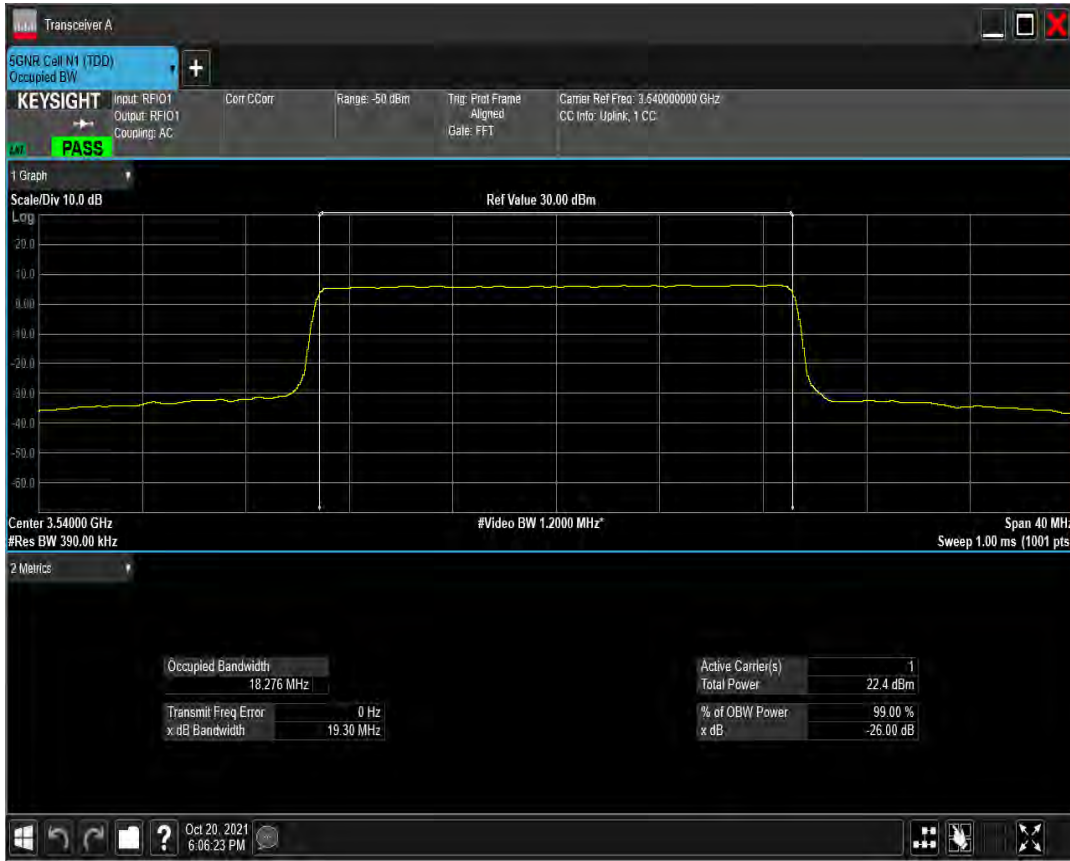 Transceiver A
5GNR Cell N1 (TDD)
Occupied BW
+
KEYSIGHT
Input: RFIO1
Output: RFIO1
Coupling: AC
Corr CCorr
Range: -50 dBm
Trig: Prot Frame
Aligned
Gate: FFT
Carrier Ref Freq: 3.540000000 GHz
CC Info: Uplink, 1 CC
PASS
1 Graph
Scale/Div 10.0 dB
Ref Value 30.00 dBm
Log
20.0
10.0
0.00
-10.0
-20.0
-30.0
-40.0
-50.0
-60.0
Center 3.54000 GHz
#Video BW 1.2000 MHz*
Span 40 MHz
#Res BW 390.00 kHz
Sweep 1.00 ms (1001 pts
2 Metrics
Occupied Bandwidth
18.276 MHz
Transmit Freq Error 0 Hz
x dB Bandwidth 19.30 MHz
Active Carrier(s) 1
Total Power 22.4 dBm
% of OBW Power 99.00 %
x dB -26.00 dB
?
Oct 20, 2021
6:06:23 PM